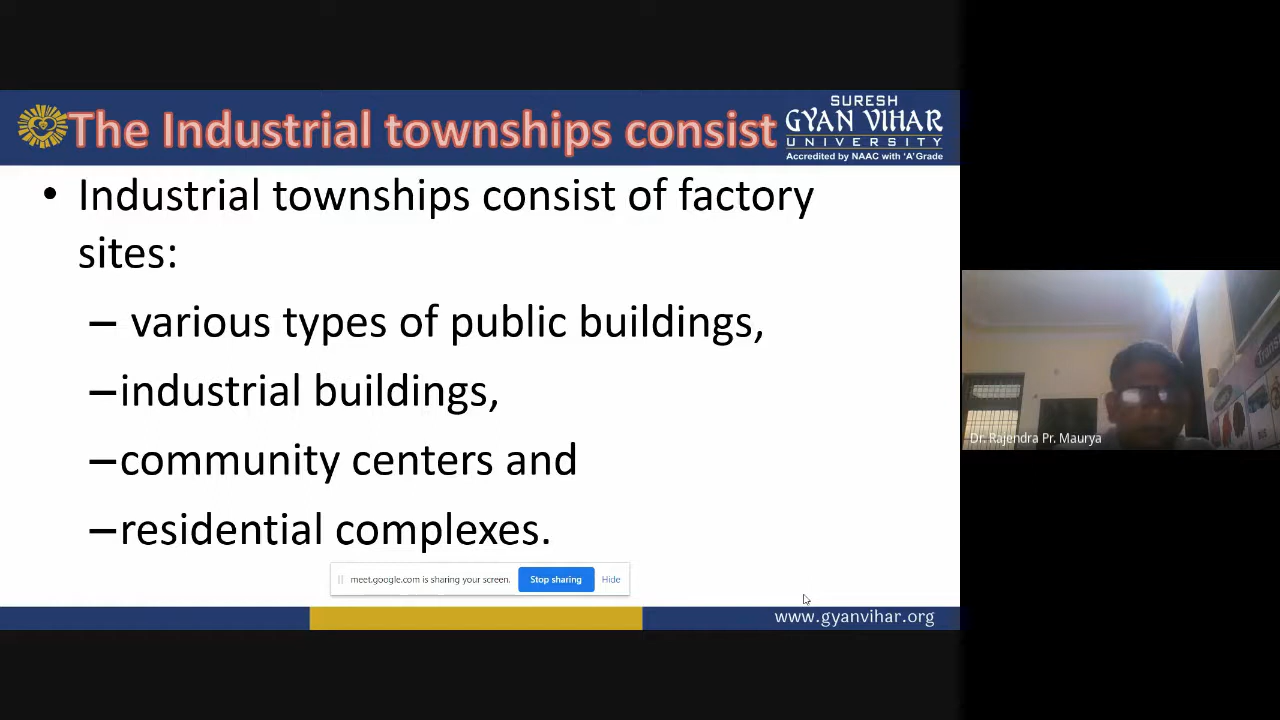 The Industrial townships consist
SURESH
GYAN VIHAR
UNIVERSITY
Accredited by NAAC with 'A' Grade
• Industrial townships consist of factory
sites:
– various types of public buildings,
–industrial buildings,
–community centers and
–residential complexes.
meet.google.com is sharing your screen.
Stop sharing
Hide
www.gyanvihar.org
Dr. Rajendra Pr. Maurya